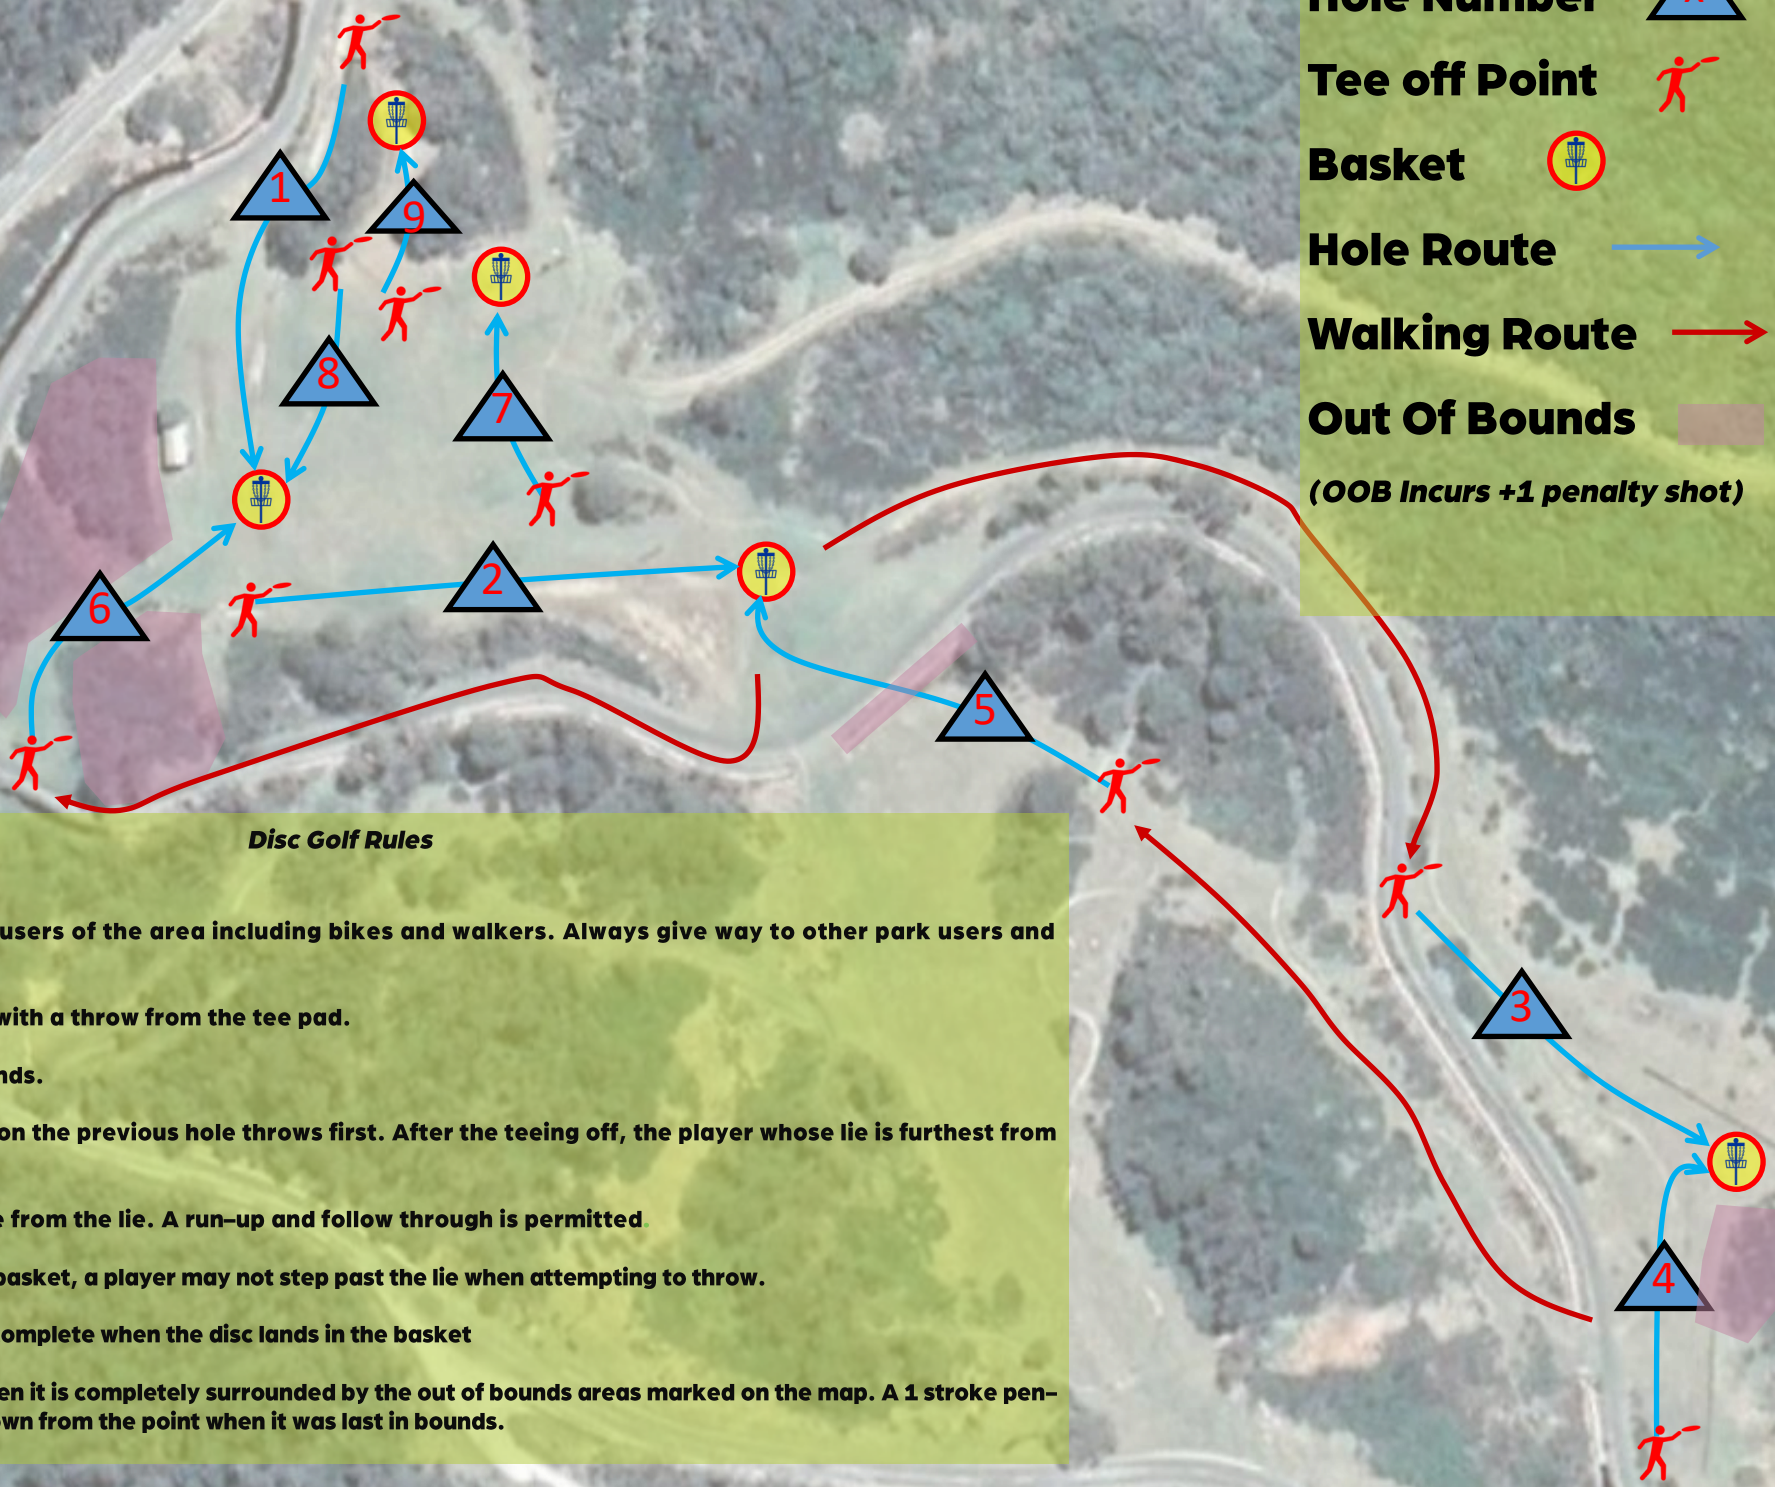 Hole Number
Tee off Point
Basket
Hole Route
Walking Route
Out Of Bounds
(OOB Incurs +1 penalty shot)
1
9
8
7
2
6
5
3
4
Disc Golf Rules
users of the area including bikes and walkers. Always give way to other park users and
with a throw from the tee pad.
nds.
on the previous hole throws first. After the teeing off, the player whose lie is furthest from
e from the lie. A run-up and follow through is permitted.
basket, a player may not step past the lie when attempting to throw.
omplete when the disc lands in the basket
en it is completely surrounded by the out of bounds areas marked on the map. A 1 stroke pen-
own from the point when it was last in bounds.